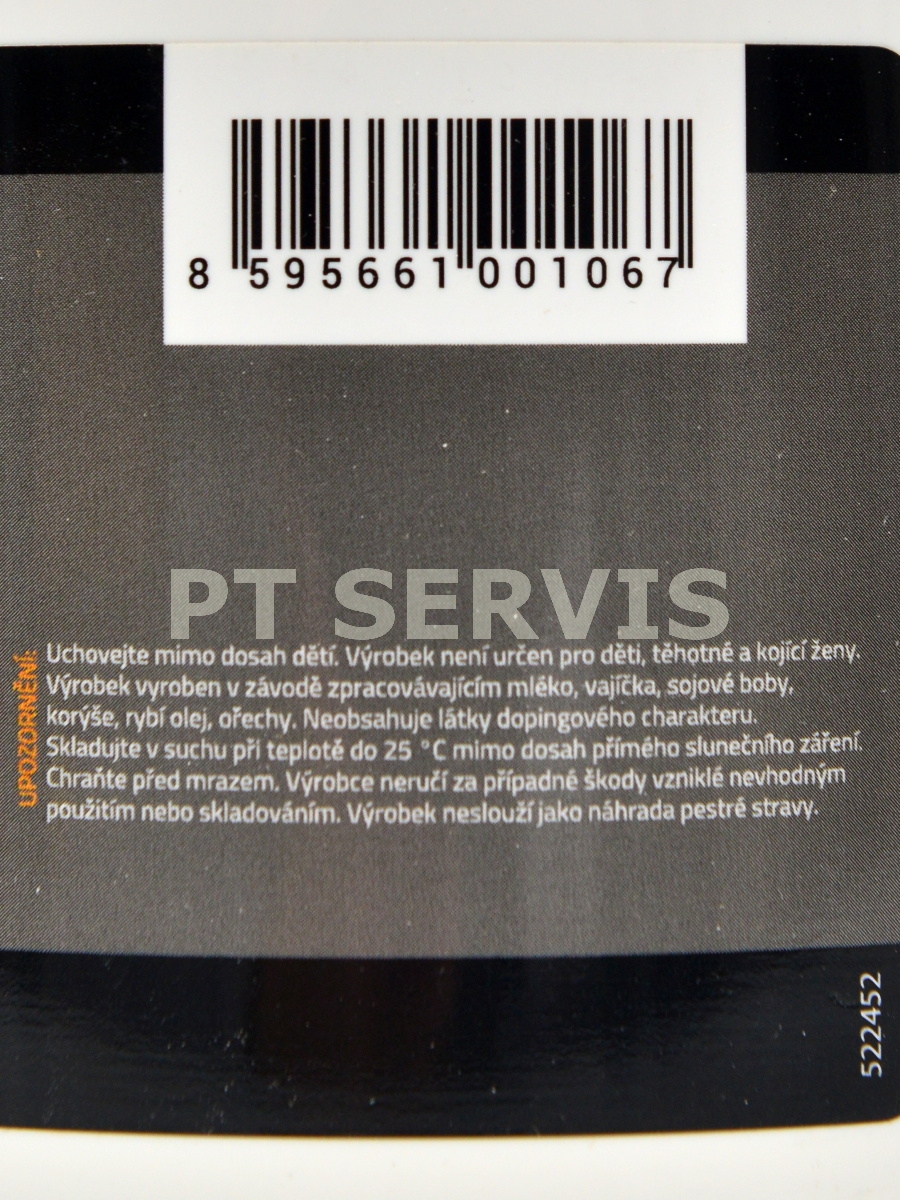 8 595661 001067
PT SERVIS
UPOZORNĚNÍ:
Uchovejte mimo dosah dětí. Výrobek není určen pro děti, těhotné a kojící ženy.
Výrobek vyroben v závodě zpracovávajícím mléko, vajíčka, sojové boby,
korýše, rybí olej, ořechy. Neobsahuje látky dopingového charakteru.
Skladujte v suchu při teplotě do 25 °C mimo dosah přímého slunečního záření.
Chraňte před mrazem. Výrobce neručí za případné škody vzniklé nevhodným
použitím nebo skladováním. Výrobek neslouží jako náhrada pestré stravy.
522452